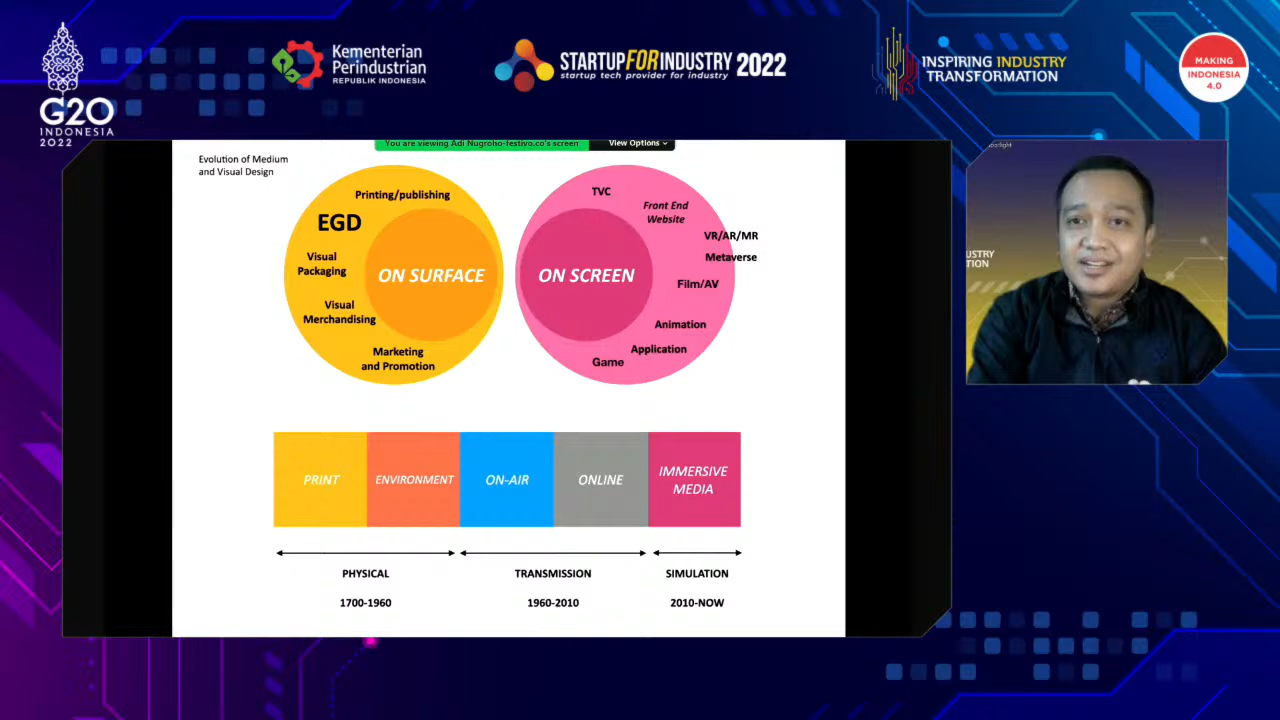 G20
INDONESIA
2022
Kementerian
Perindustrian
REPUBLIK INDONESIA
STARTUPFORINDUSTRY 2022
startup tech provider for industry
INSPIRING INDUSTRY
TRANSFORMATION
MAKING
INDONESIA
4.0
You are viewing Adi Nugroho-festivo.co's screen
View Options
Evolution of Medium
and Visual Design
Printing/publishing
EGD
Visual
Packaging
ON SURFACE
Visual
Merchandising
Marketing
and Promotion
TVC
Front End
Website
VR/AR/MR
Metaverse
ON SCREEN
Film/AV
Animation
Application
Game
PRINT
ENVIRONMENT
ON-AIR
ONLINE
IMMERSIVE
MEDIA
PHYSICAL
TRANSMISSION
SIMULATION
1700-1960
1960-2010
2010-NOW
USTRY
TION